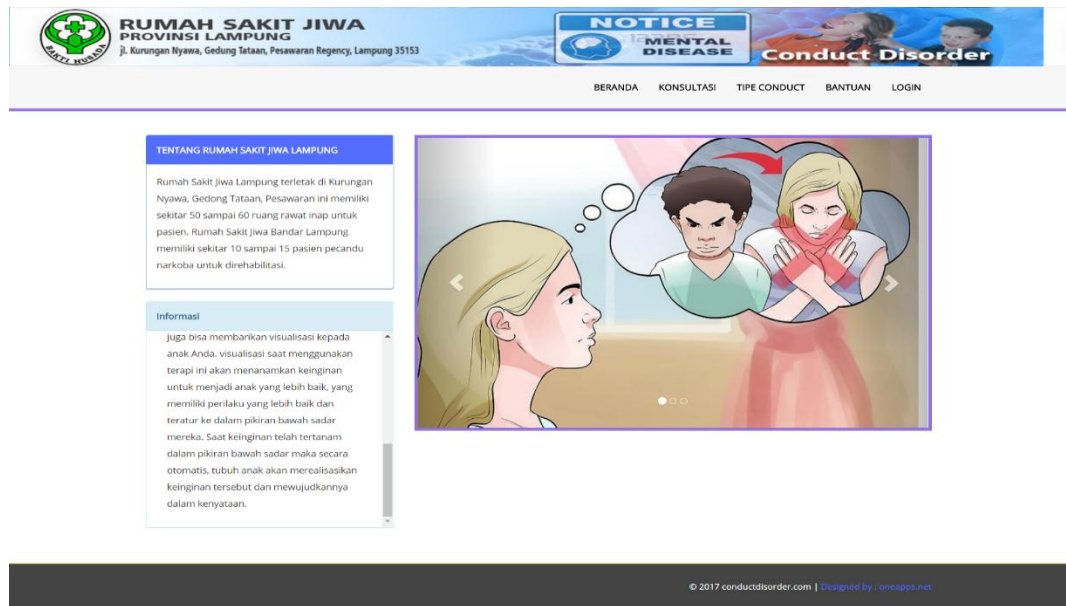 BAKTI HUSADA
RUMAH SAKIT JIWA
PROVINSI LAMPUNG
jl. Kurungan Nyawa, Gedung Tataan, Pesawaran Regency, Lampung 35153
NOTICE
MENTAL
DISEASE
Conduct Disorder
BERANDA KONSULTASI TIPE CONDUCT BANTUAN LOGIN
TENTANG RUMAH SAKIT JIWA LAMPUNG
Rumah Sakit Jiwa Lampung terletak di Kurungan
Nyawa, Gedong Tataan, Pesawaran ini memiliki
sekitar 50 sampai 60 ruang rawat inap untuk
pasien. Rumah Sakit Jiwa Bandar Lampung
memiliki sekitar 10 sampai 15 pasien pecandu
narkoba untuk direhabilitasi.
Informasi
juga bisa membarikan visualisasi kepada
anak Anda. visualisasi saat menggunakan
terapi ini akan menanamkan keinginan
untuk menjadi anak yang lebih baik, yang
memiliki perilaku yang lebih baik dan
teratur ke dalam pikiran bawah sadar
mereka. Saat keinginan telah tertanam
dalam pikiran bawah sadar maka secara
otomatis, tubuh anak akan merealisasikan
keinginan tersebut dan mewujudkannya
dalam kenyataan.
© 2017 conductdisorder.com | Designed by : oneapps.net